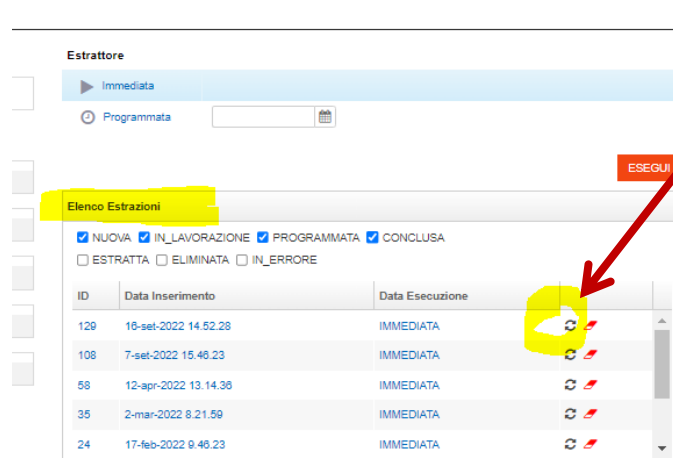 Estrattore
Immediata
Programmata
ESEGUI
Elenco Estrazioni
NUOVA IN_LAVORAZIONE PROGRAMMATA CONCLUSA
ESTRATTA ELIMINATA IN_ERRORE
ID Data Inserimento Data Esecuzione
129 16-set-2022 14.52.28 IMMEDIATA
108 7-set-2022 15.46.23 IMMEDIATA
58 12-apr-2022 13.14.36 IMMEDIATA
35 2-mar-2022 8.21.59 IMMEDIATA
24 17-feb-2022 9.46.23 IMMEDIATA